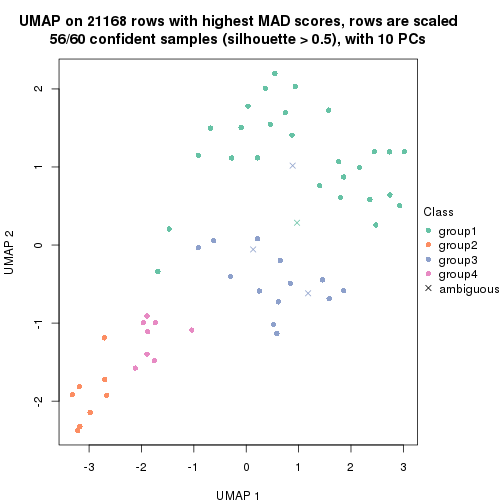 UMAP on 21168 rows with highest MAD scores, rows are scaled
56/60 confident samples (silhouette > 0.5), with 10 PCs
2
1
0
-1
-2
UMAP 2
-3
-2
-1
0
1
2
3
UMAP 1
Class
group1
group2
group3
group4
ambiguous